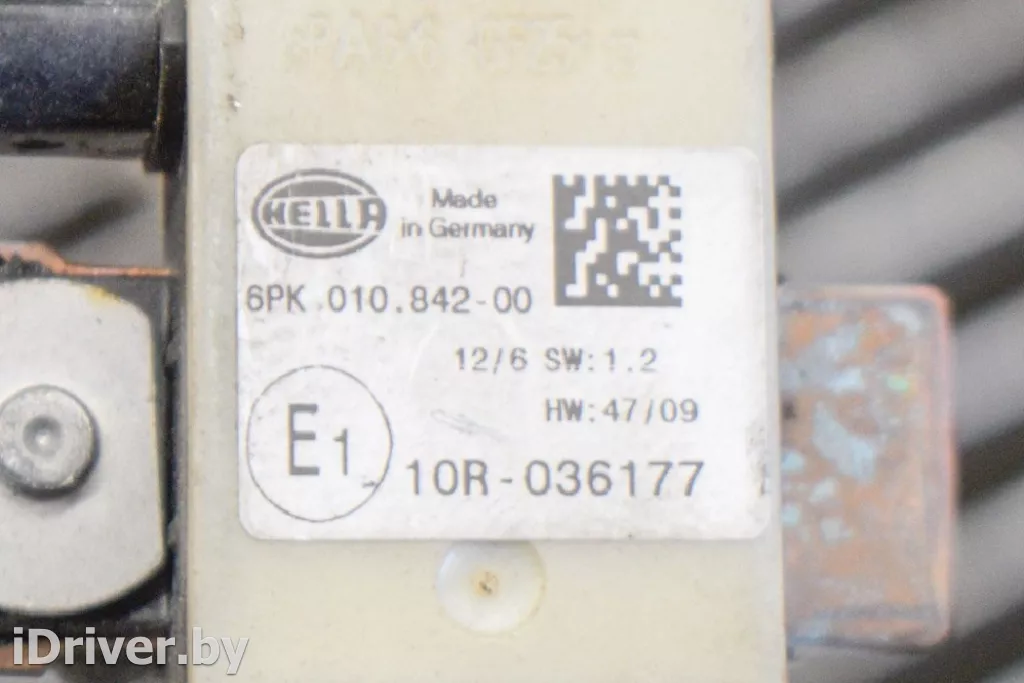 HELLA
Made
in Germany
6PK 010.842-00
12/6 SW:1.2
HW:47/09
E1
10R-036177
iDriver.by